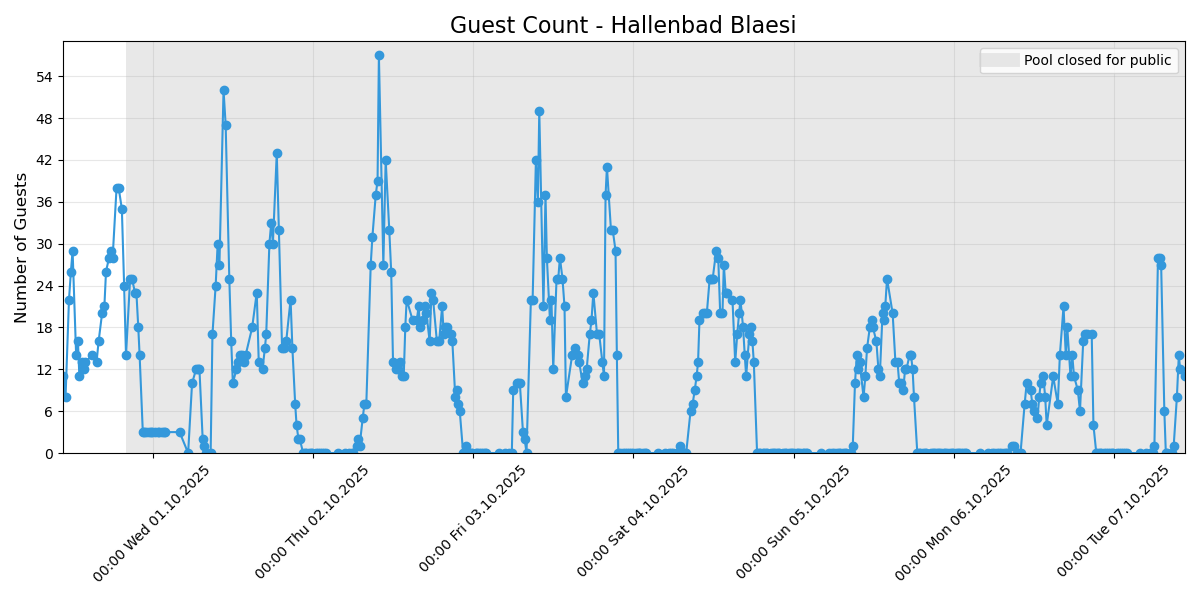 Guest Count - Hallenbad Blaesi
Pool closed for public
Number of Guests
54
48
42
36
30
24
18
12
6
0
00:00 Wed 01.10.2025
00:00 Thu 02.10.2025
00:00 Fri 03.10.2025
00:00 Sat 04.10.2025
00:00 Sun 05.10.2025
00:00 Mon 06.10.2025
00:00 Tue 07.10.2025